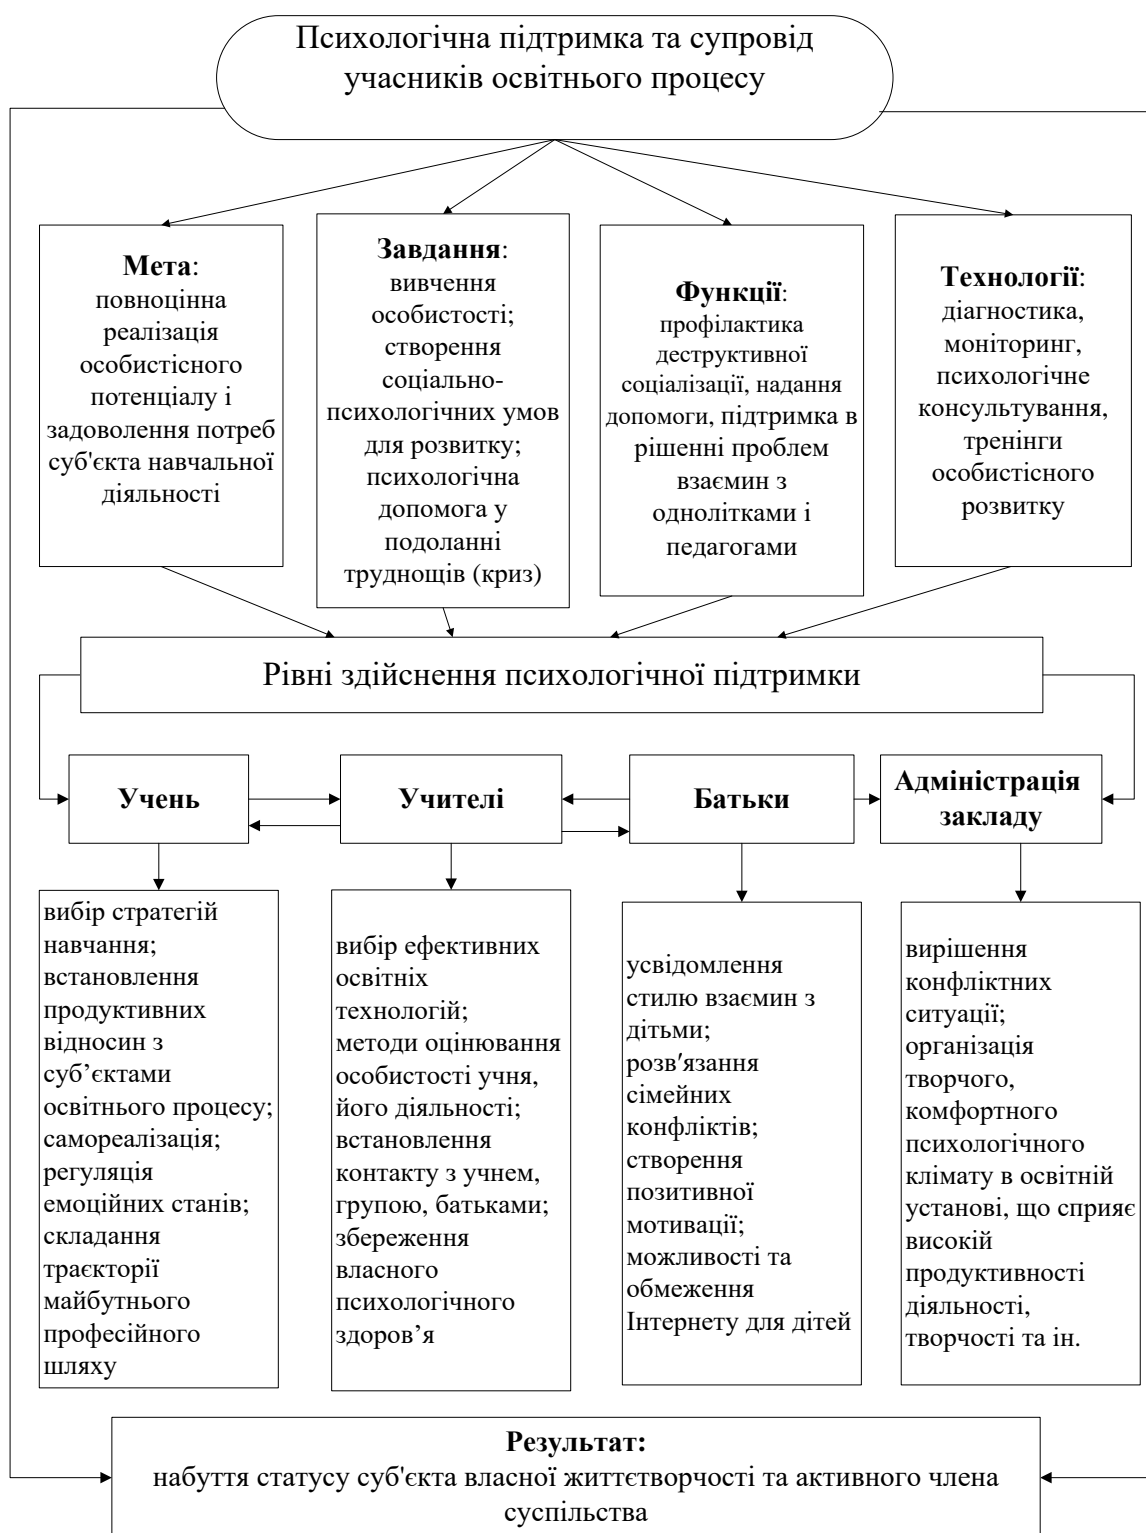 Психологічна підтримка та супровід
учасників освітнього процесу
Мета:
повноцінна
реалізація
особистісного
потенціалу і
задоволення потреб
суб'єкта навчальної
діяльності
Завдання:
вивчення
особистості;
створення
соціально-
психологічних умов
для розвитку;
психологічна
допомога у
подоланні
труднощів (криз)
Функції:
профілактика
деструктивної
соціалізації, надання
допомоги, підтримка в
рішенні проблем
взаємин з
однолітками і
педагогами
Технології:
діагностика,
моніторинг,
психологічне
консультування,
тренінги
особистісного
розвитку
Рівні здійснення психологічної підтримки
Учень
Учителі
Батьки
Адміністрація
закладу
вибір стратегій
навчання;
встановлення
продуктивних
відносин з
суб’єктами
освітнього процесу;
самореалізація;
регуляція
емоційних станів;
складання
траєкторії
майбутнього
професійного
шляху
вибір ефективних
освітніх
технологій;
методи оцінювання
особистості учня,
його діяльності;
встановлення
контакту з учнем,
групою, батьками;
збереження
власного
психологічного
здоров’я
усвідомлення
стилю взаємин з
дітьми;
розв'язання
сімейних
конфліктів;
створення
позитивної
мотивації;
можливості та
обмеження
Інтернету для дітей
вирішення
конфліктних
ситуації;
організація
творчого,
комфортного
психологічного
клімату в освітній
установі, що сприяє
високій
продуктивності
діяльності,
творчості та ін.
Результат:
набуття статусу суб'єкта власної життєтворчості та активного члена
суспільства